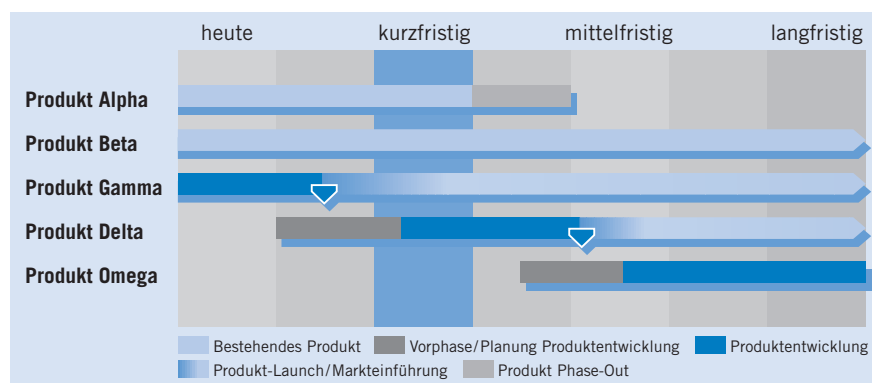 heute kurzfristig mittelfristig langfristig
Produkt Alpha
Produkt Beta
Produkt Gamma
Produkt Delta
Produkt Omega
Bestehendes Produkt Vorphase/Planung Produktentwicklung Produktentwicklung
Produkt-Launch/Markteinführung Produkt Phase-Out